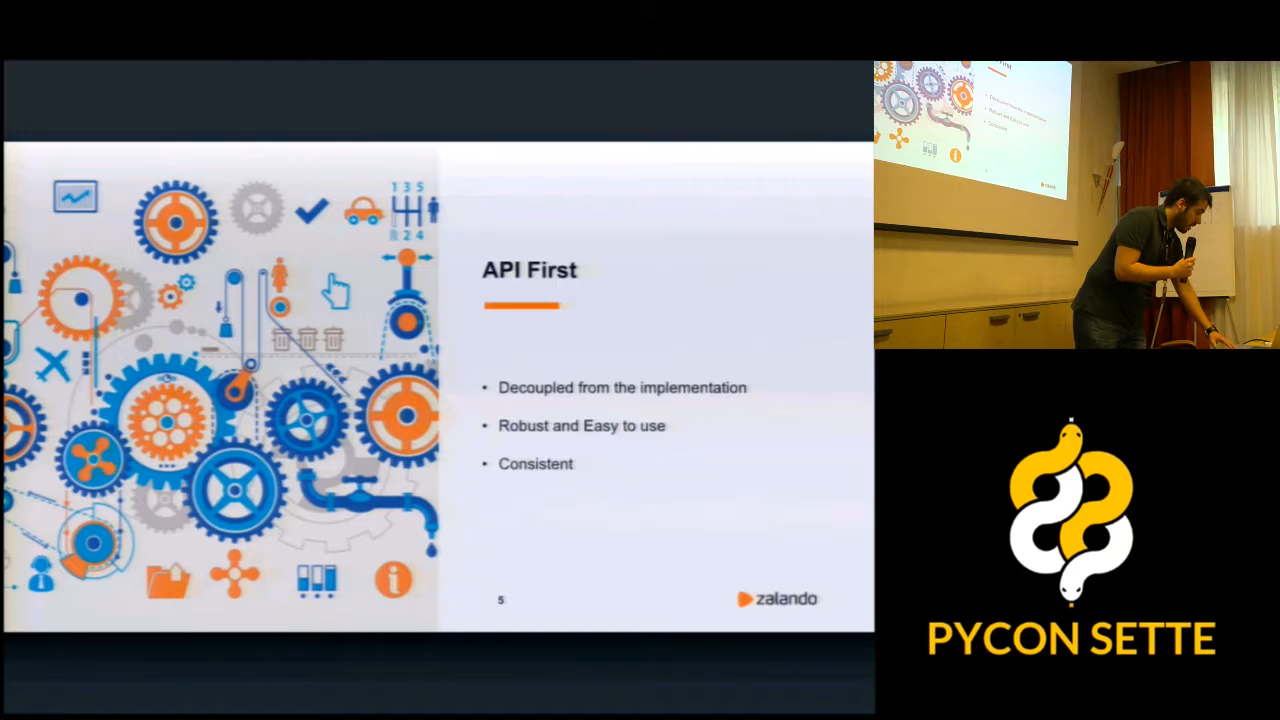 1 3 5
R 2 4
API First
• Decoupled from the implementation
• Robust and Easy to use
• Consistent
5
zalando
PYCON SETTE